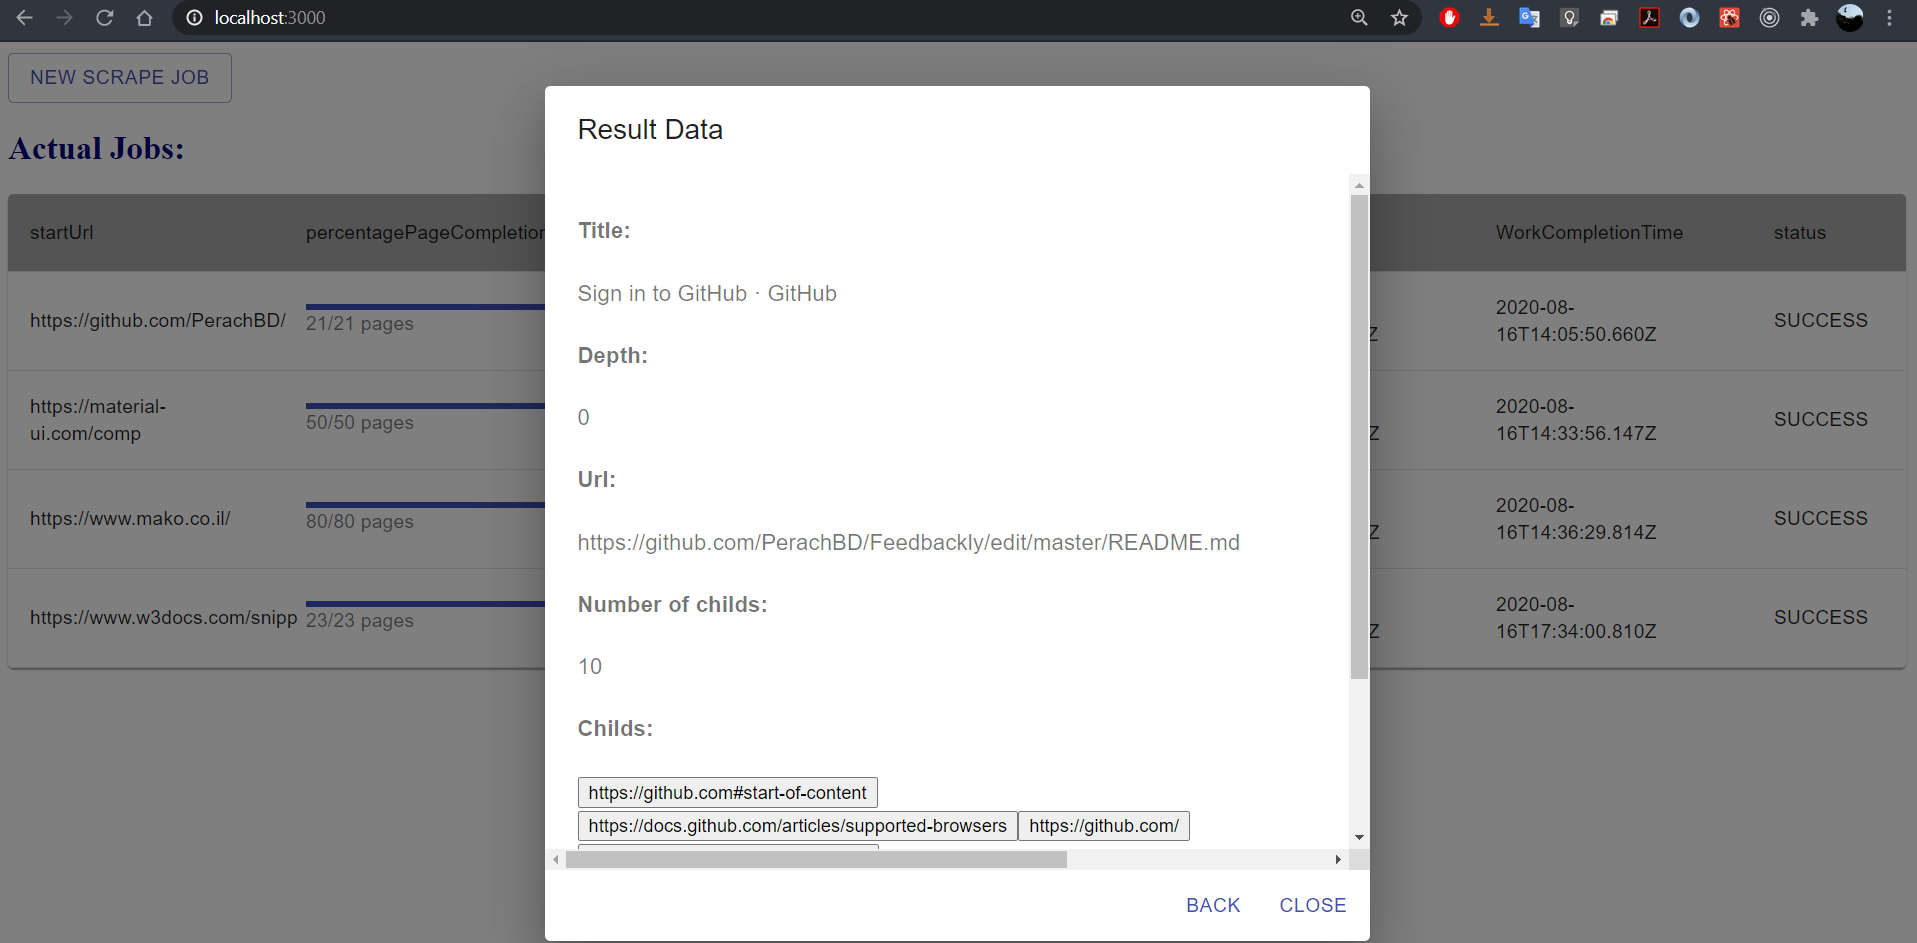 localhost:3000
NEW SCRAPE JOB
Actual Jobs:
startUrl percentagePageCompletion WorkCompletionTime status
https://github.com/PerachBD/ 21/21 pages Z 2020-08-16T14:05:50.660Z SUCCESS
https://material-ui.com/comp 50/50 pages Z 2020-08-16T14:33:56.147Z SUCCESS
https://www.mako.co.il/ 80/80 pages Z 2020-08-16T14:36:29.814Z SUCCESS
https://www.w3docs.com/snipp 23/23 pages Z 2020-08-16T17:34:00.810Z SUCCESS
Result Data
Title:
Sign in to GitHub · GitHub
Depth:
0
Url:
https://github.com/PerachBD/Feedbackly/edit/master/README.md
Number of childs:
10
Childs:
https://github.com#start-of-content
https://docs.github.com/articles/supported-browsers https://github.com/
BACK CLOSE